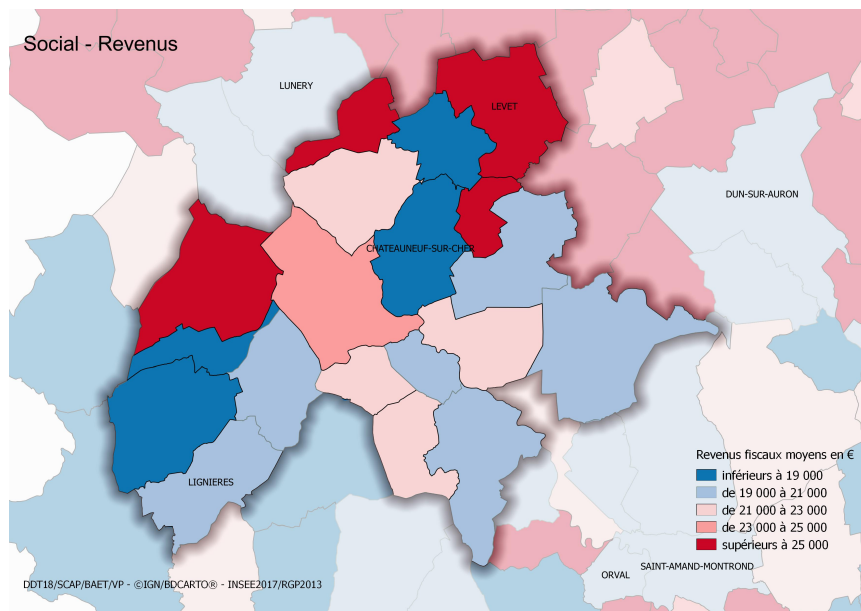 Social - Revenus
LUNERY
LEVET
DUN-SUR-AURON
CHATEAUNEUF-SUR-CHER
LIGNIERES
Revenus fiscaux moyens en €
inférieurs à 19 000
de 19 000 à 21 000
de 21 000 à 23 000
de 23 000 à 25 000
supérieurs à 25 000
SAINT-AMAND-MONTROND
ORVAL
DDT18/SCAP/BAET/VP - ©IGN/BDCARTO® - INSEE2017/RGP2013